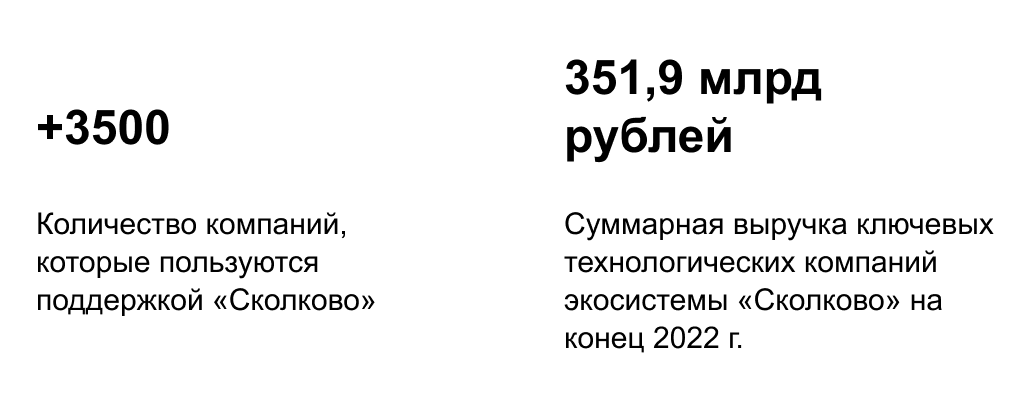 +3500
Количество компаний,
которые пользуются
поддержкой «Сколково»
351,9 млрд
рублей
Суммарная выручка ключевых
технологических компаний
экосистемы «Сколково» на
конец 2022 г.